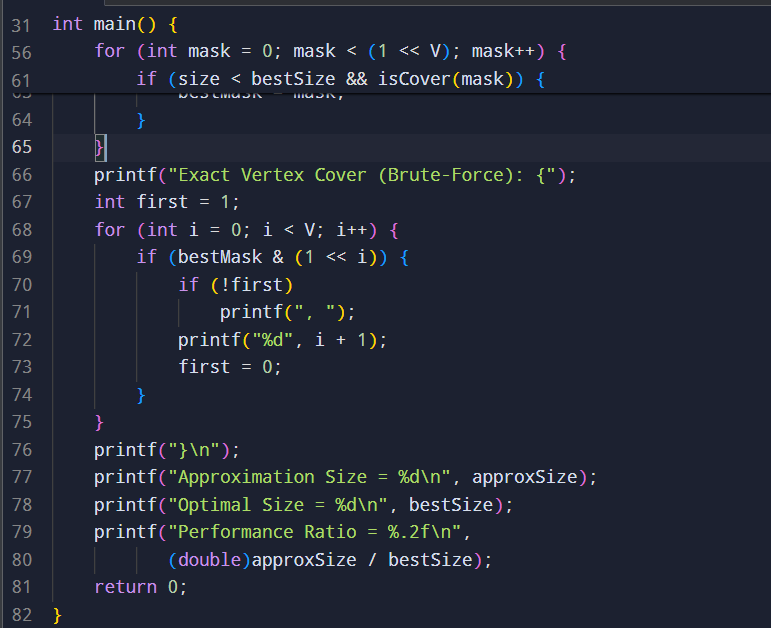 31 int main() {
56     for (int mask = 0; mask < (1 << V); mask++) {
61         if (size < bestSize && isCover(mask)) {
63             bestMask = mask;
64         }
65     }
66     printf("Exact Vertex Cover (Brute-Force): {");
67     int first = 1;
68     for (int i = 0; i < V; i++) {
69         if (bestMask & (1 << i)) {
70             if (!first)
71                 printf(", ");
72             printf("%d", i + 1);
73             first = 0;
74         }
75     }
76     printf("}\n");
77     printf("Approximation Size = %d\n", approxSize);
78     printf("Optimal Size = %d\n", bestSize);
79     printf("Performance Ratio = %.2f\n",
80            (double)approxSize / bestSize);
81     return 0;
82 }